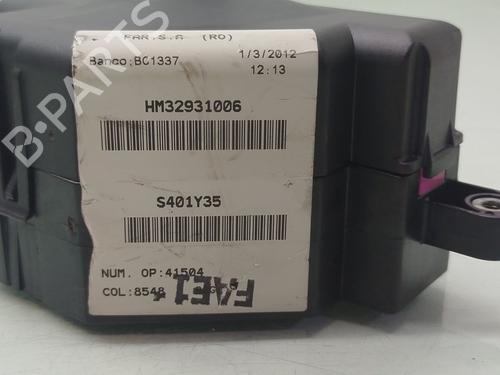 FAR.S.A (RO)
Banco:BC1337 1/3/2012
12:13
HM32931006
S401Y35
NUM. OP:41504
COL:8548
FAE1
B-PARTS